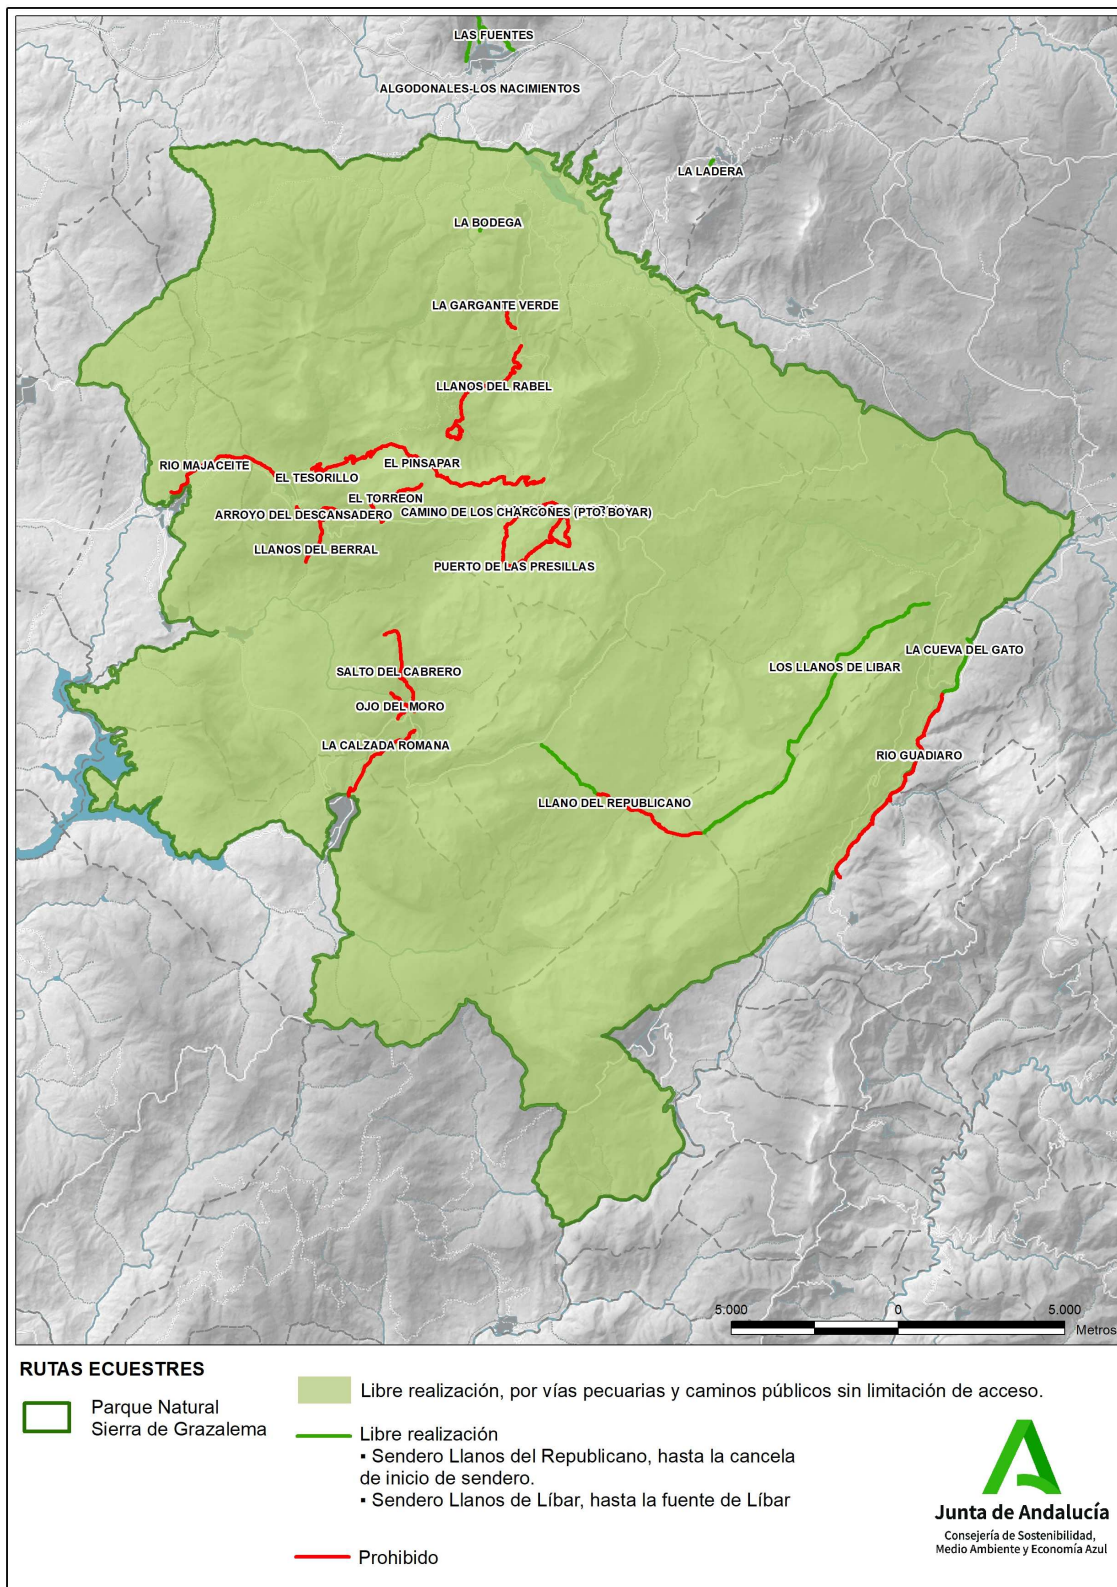 LAS FUENTES
ALGODONALES-LOS NACIMIENTOS
LA LADERA
LA BODEGA
LA GARGANTE VERDE
LLANOS DEL RABEL
EL PINSAPAR
RIO MAJACEITE
EL TESORILLO
EL TORREON
ARROYO DEL DESCANSADERO
CAMINO DE LOS CHARCONES (PTO. BOYAR)
LLANOS DEL BERRAL
PUERTO DE LAS PRESILLAS
LA CUEVA DEL GATO
LOS LLANOS DE LIBAR
SALTO DEL CABRERO
OJO DEL MORO
LA CALZADA ROMANA
RIO GUADIARO
LLANO DEL REPUBLICANO
5.000 0 5.000
Metros
RUTAS ECUESTRES
Parque Natural
Sierra de Grazalema
Libre realización, por vías pecuarias y caminos públicos sin limitación de acceso.
Libre realización
▪ Sendero Llanos del Republicano, hasta la cancela
de inicio de sendero.
▪ Sendero Llanos de Líbar, hasta la fuente de Líbar
Prohibido
Junta de Andalucía
Consejería de Sostenibilidad,
Medio Ambiente y Economía Azul